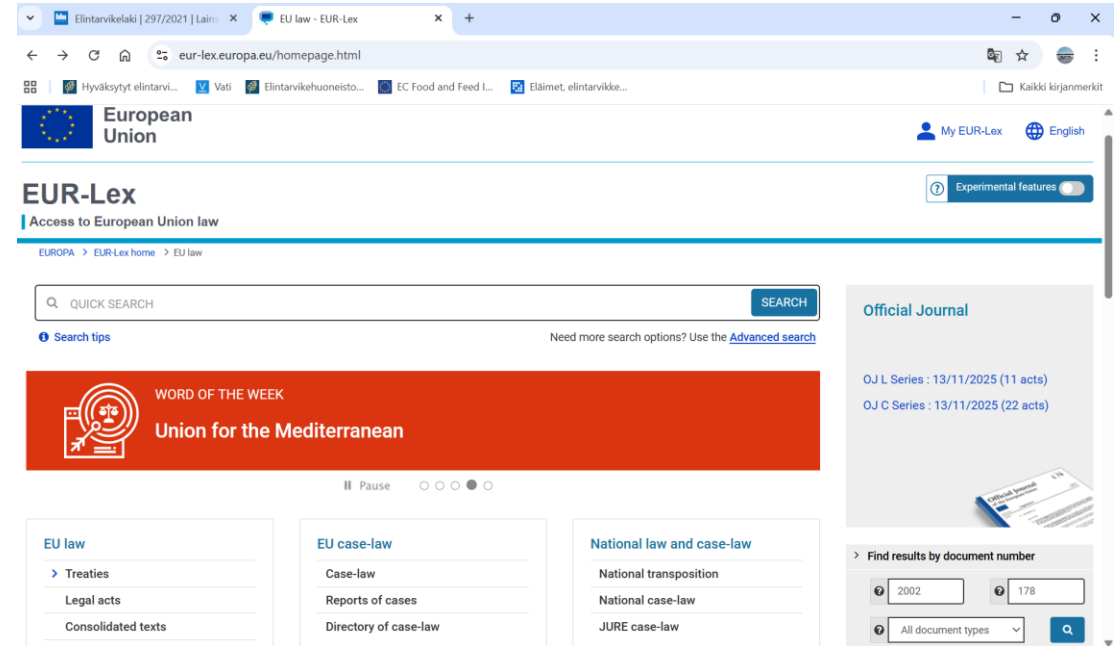 Elintarvikelaki | 297/2021 | Lains
EU law - EUR-Lex
eur-lex.europa.eu/homepage.html
Hyväksytyt elintarvi...
Vati
Elintarvikehuoneisto...
EC Food and Feed I...
Eläimet, elintarvikke...
Kaikki kirjanmerkit
European
Union
My EUR-Lex
English
EUR-Lex
Access to European Union law
? Experimental features
EUROPA > EUR-Lex home > EU law
QUICK SEARCH
SEARCH
Search tips
Need more search options? Use the Advanced search
WORD OF THE WEEK
Union for the Mediterranean
Pause
Official Journal
OJ L Series : 13/11/2025 (11 acts)
OJ C Series : 13/11/2025 (22 acts)
Official Journal
EU law
> Treaties
Legal acts
Consolidated texts
EU case-law
Case-law
Reports of cases
Directory of case-law
National law and case-law
National transposition
National case-law
JURE case-law
> Find results by document number
? 2002 ? 178
? All document types